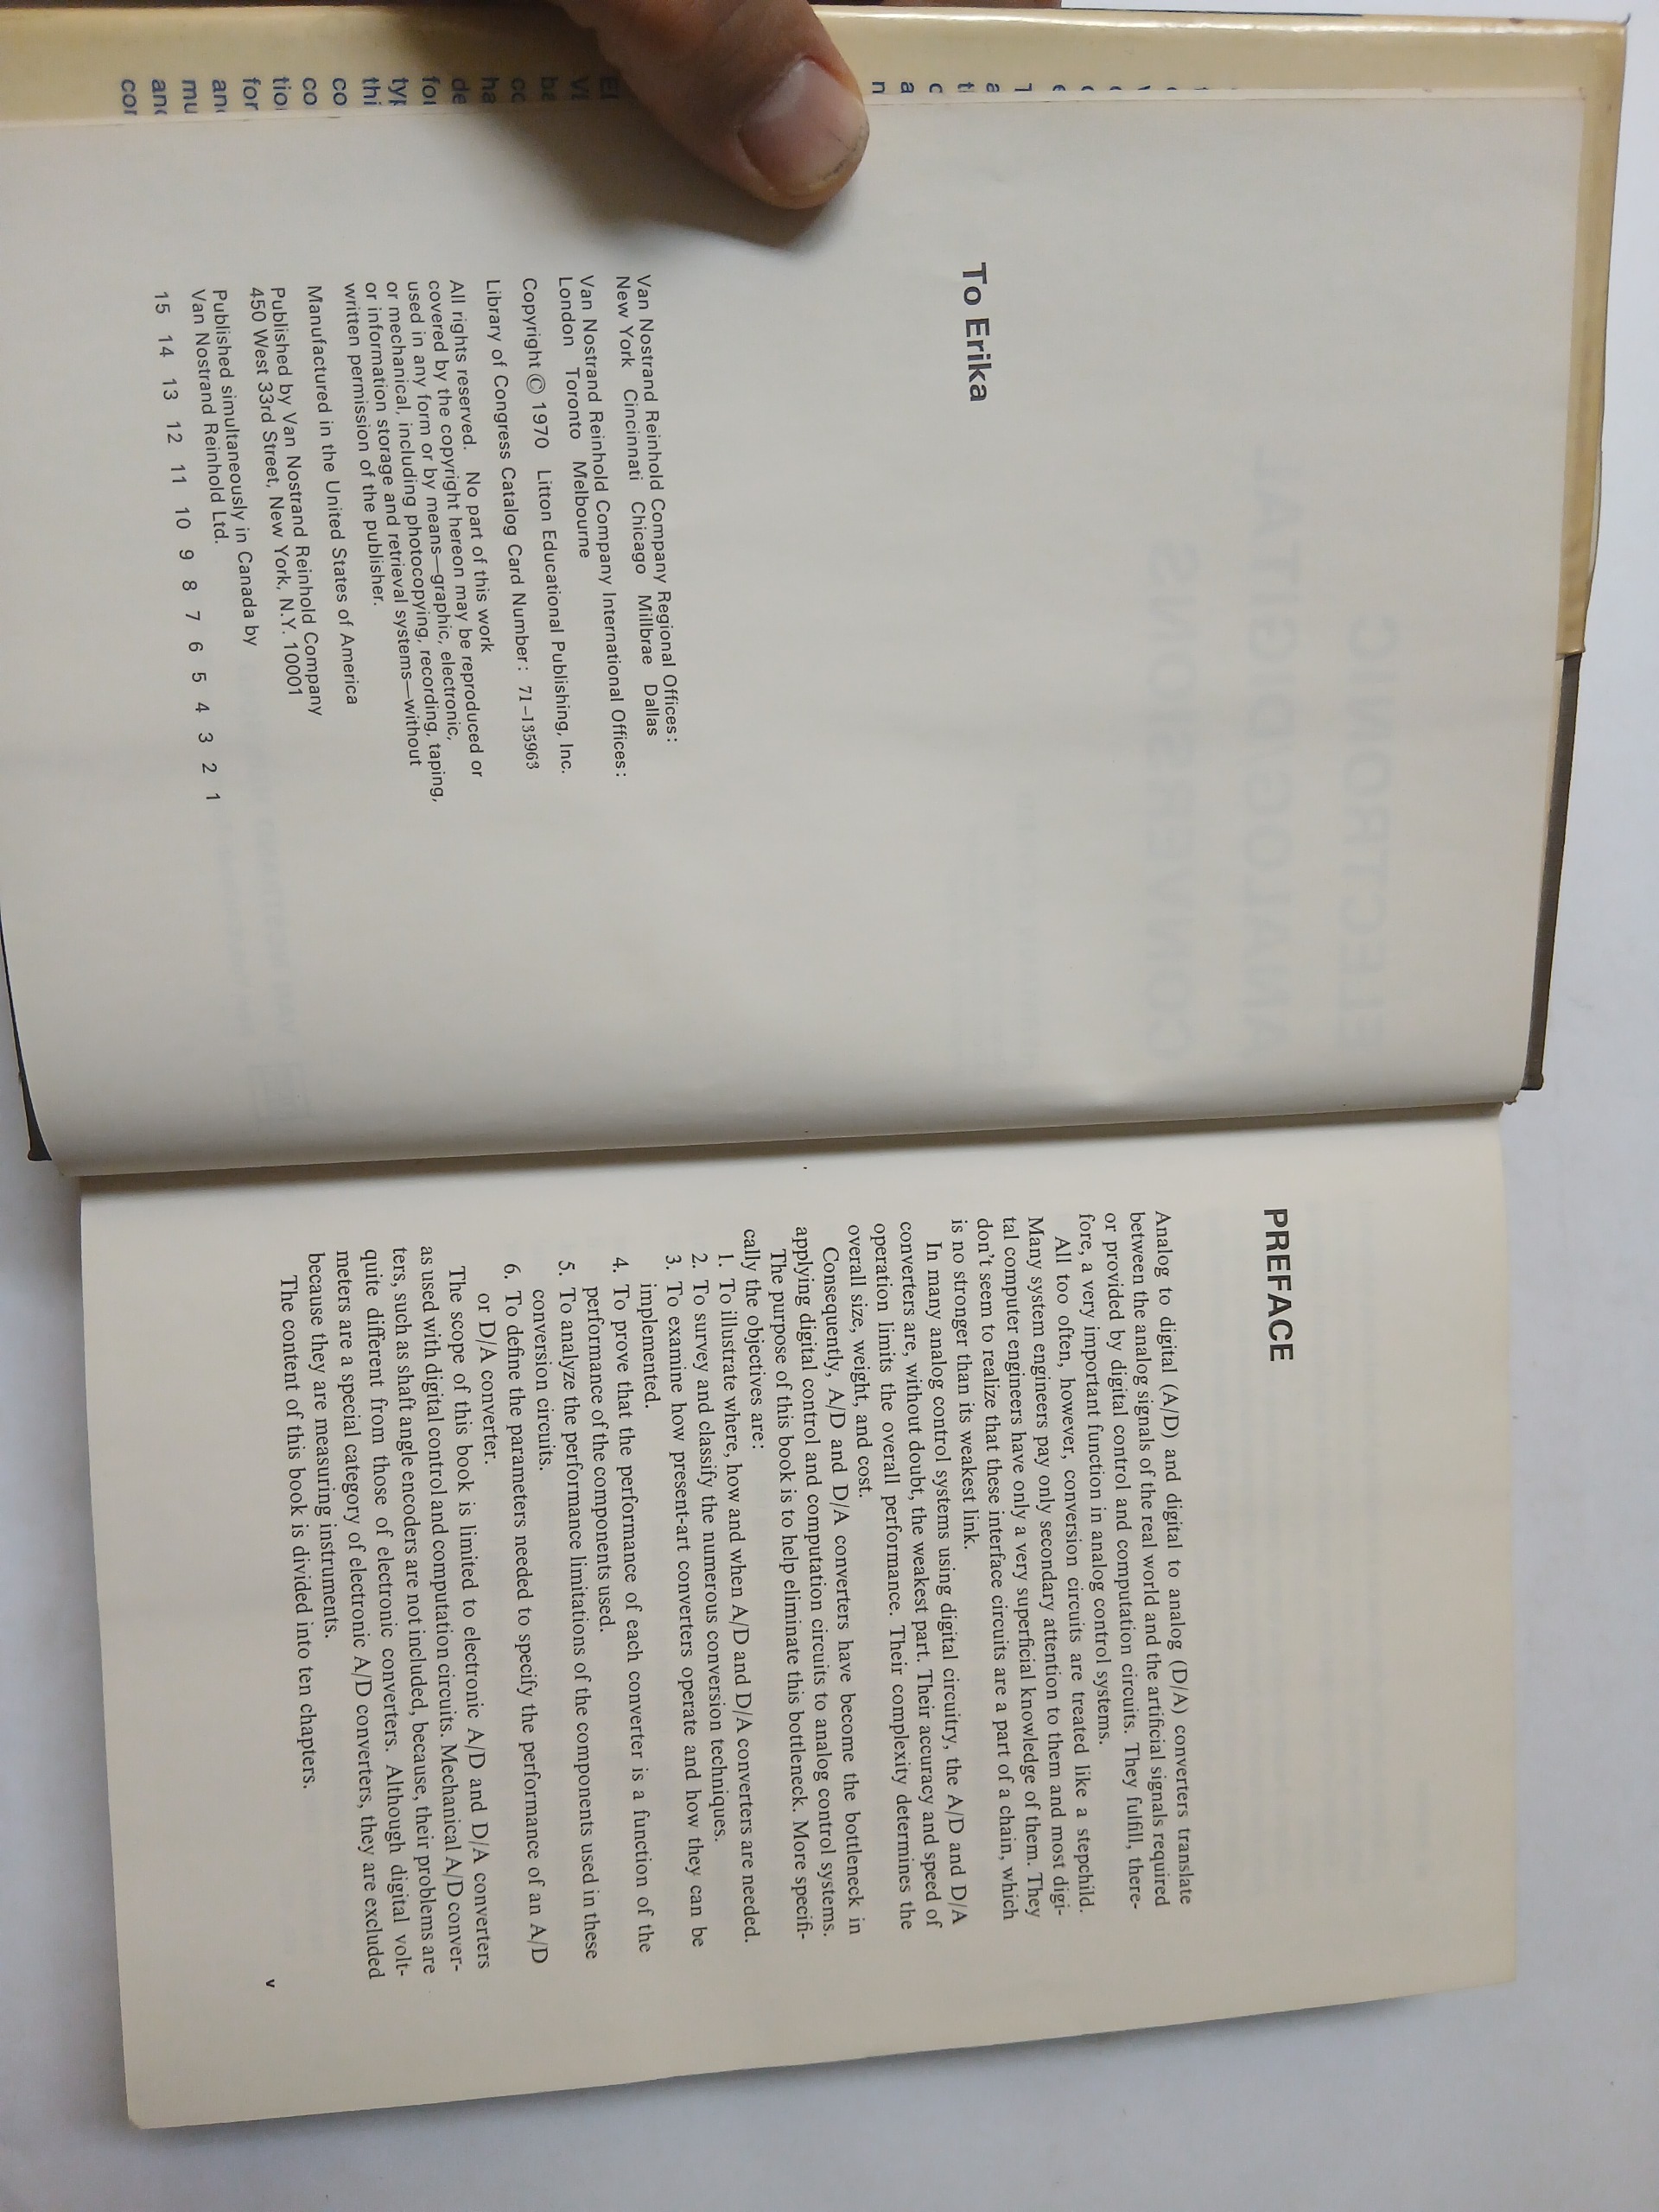 To Erika
Van Nostrand Reinhold Company Regional Offices:
New York Cincinnati Chicago Millbrae Dallas
Van Nostrand Reinhold Company International Offices:
London Toronto Melbourne
Copyright © 1970 Litton Educational Publishing, Inc.
Library of Congress Catalog Card Number: 71-135963
All rights reserved. No part of this work
covered by the copyright hereon may be reproduced or
used in any form or by means—graphic, electronic,
or mechanical, including photocopying, recording, taping,
or information storage and retrieval systems—without
written permission of the publisher.
Manufactured in the United States of America
Published by Van Nostrand Reinhold Company
450 West 33rd Street, New York, N.Y. 10001
Published simultaneously in Canada by
Van Nostrand Reinhold Ltd.
15 14 13 12 11 10 9 8 7 6 5 4 3 2 1
PREFACE
Analog to digital (A/D) and digital to analog (D/A) converters translate
between the analog signals of the real world and the artificial signals required
or provided by digital control and computation circuits. They fulfill, there-
fore, a very important function in analog control systems.
All too often, however, conversion circuits are treated like a stepchild.
Many system engineers pay only secondary attention to them and most digi-
tal computer engineers have only a very superficial knowledge of them. They
don't seem to realize that these interface circuits are a part of a chain, which
is no stronger than its weakest link.
In many analog control systems using digital circuitry, the A/D and D/A
converters are, without doubt, the weakest part. Their accuracy and speed of
operation limits the overall performance. Their complexity determines the
overall size, weight, and cost.
Consequently, A/D and D/A converters have become the bottleneck in
applying digital control and computation circuits to analog control systems.
The purpose of this book is to help eliminate this bottleneck. More specifi-
cally the objectives are:
1. To illustrate where, how and when A/D and D/A converters are needed.
2. To survey and classify the numerous conversion techniques.
3. To examine how present-art converters operate and how they can be
implemented.
4. To prove that the performance of each converter is a function of the
performance of the components used.
5. To analyze the performance limitations of the components used in these
conversion circuits.
6. To define the parameters needed to specify the performance of an A/D
or D/A converter.
The scope of this book is limited to electronic A/D and D/A converters
as used with digital control and computation circuits. Mechanical A/D conver-
ters, such as shaft angle encoders are not included, because, their problems are
quite different from those of electronic converters. Although digital volt-
meters are a special category of electronic A/D converters, they are excluded
because they are measuring instruments.
The content of this book is divided into ten chapters.
v